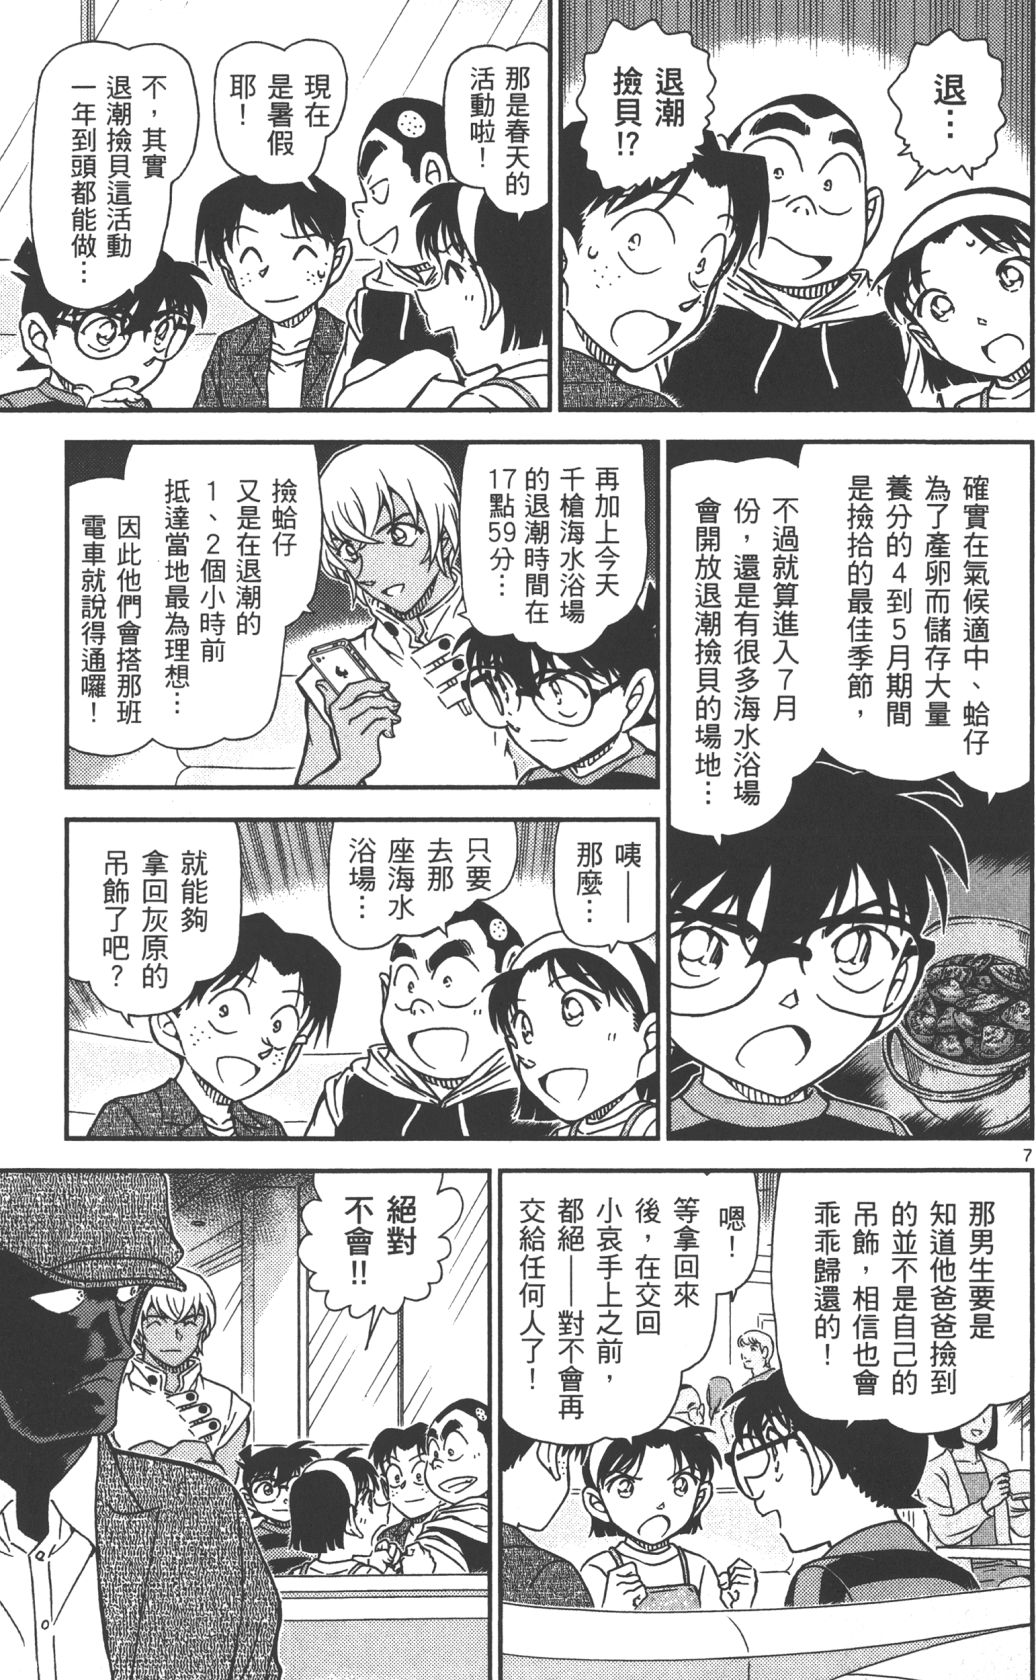 退…
退潮
撿貝!?
那是春天的
活動啦！
現在
是暑假
耶！
不，其實
退潮撿貝這活動
一年到頭都能做…
確實在氣候適中、蛤仔
為了產卵而儲存大量
養分的4到5月期間
是撿拾的最佳季節，
不過就算進入7月
份，還是有很多海水浴場
會開放退潮撿貝的場地…
再加上今天
千槍海水浴場
的退潮時間在
17點59分…
撿蛤仔
又是在退潮的
1、2個小時前
抵達當地最為理想…
因此他們會搭那班
電車就說得通囉！
咦——
那麼…
只要
去那
座海水
浴場…
就能夠
拿回灰原的
吊飾了吧？
7
那男生要是
知道他爸爸撿到
的並不是自己的
吊飾，相信也會
乖乖歸還的！
嗯！
等拿回來
後，在交回
小哀手上之前，
都絕——對不會再
交給任何人了！
絕對
不會!!